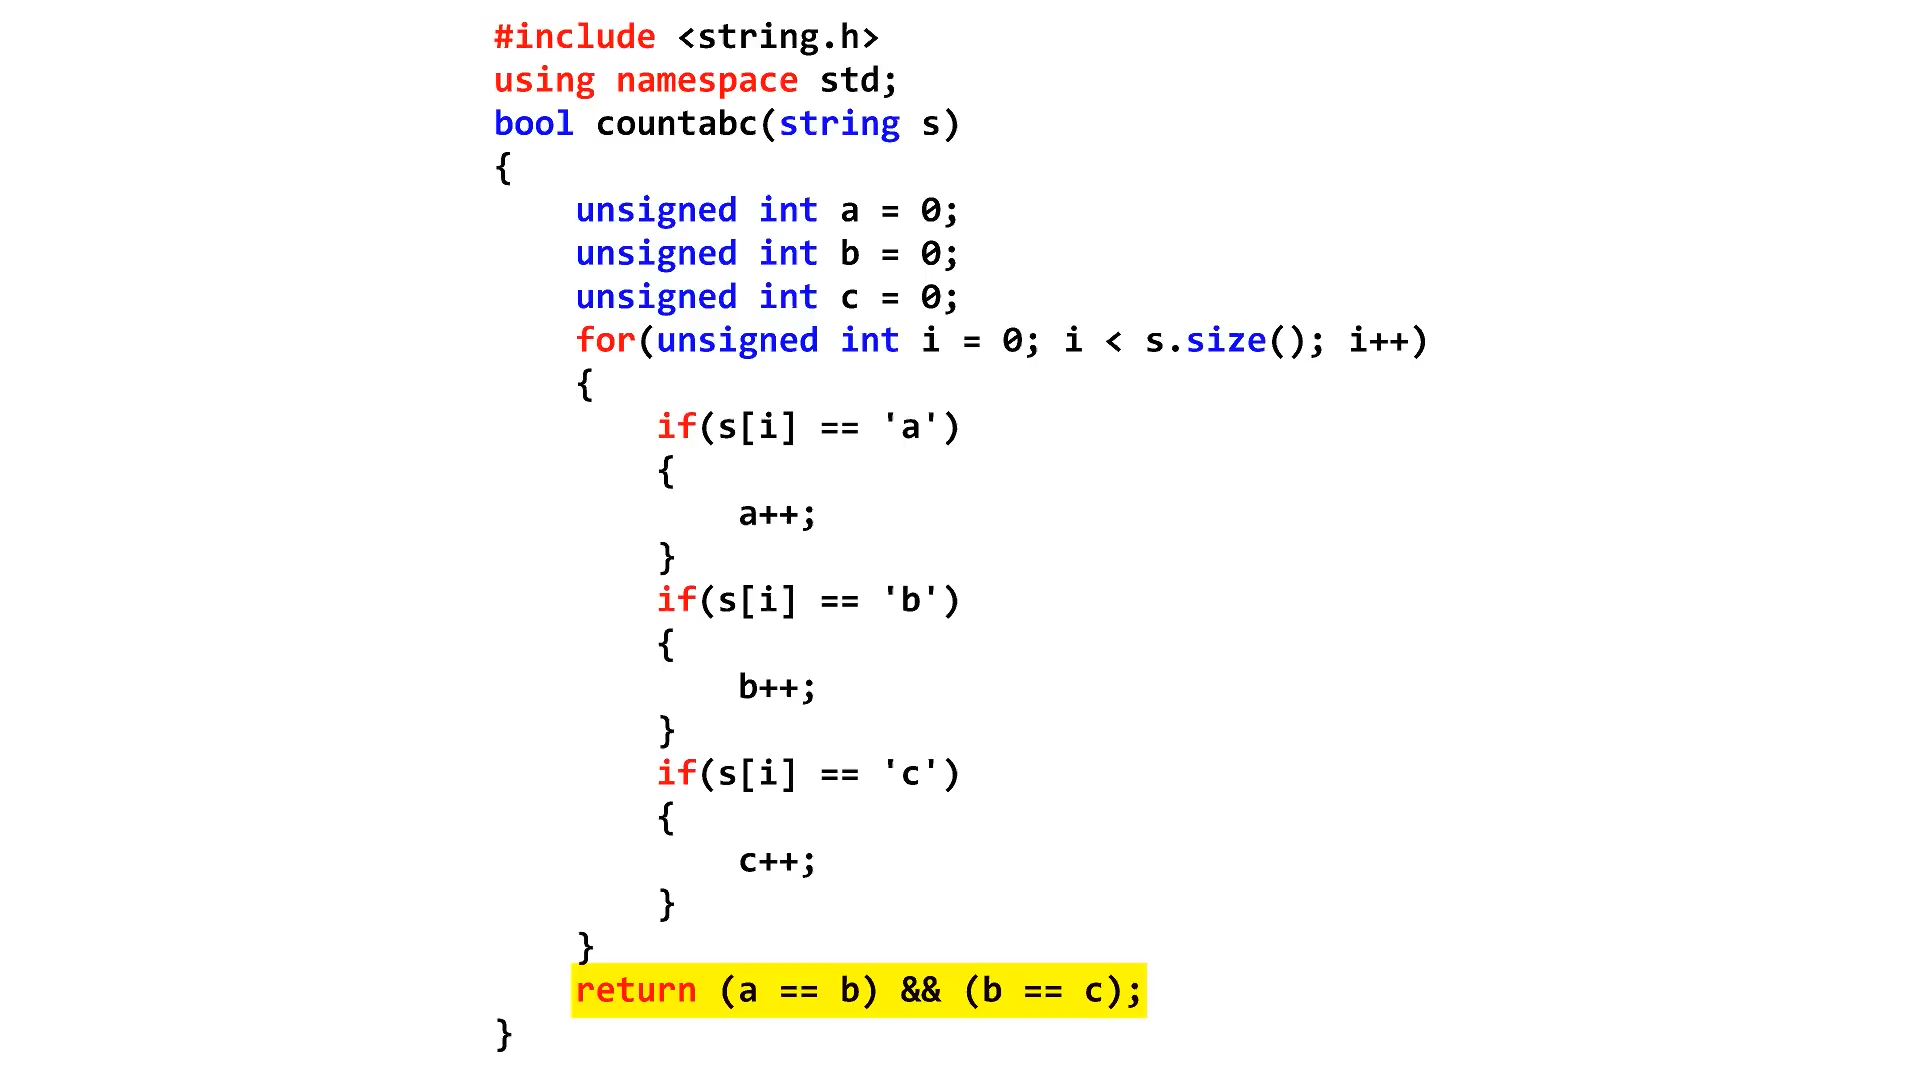 #include <string.h>
using namespace std;
bool countabc(string s)
{
    unsigned int a = 0;
    unsigned int b = 0;
    unsigned int c = 0;
    for(unsigned int i = 0; i < s.size(); i++)
    {
        if(s[i] == 'a')
        {
            a++;
        }
        if(s[i] == 'b')
        {
            b++;
        }
        if(s[i] == 'c')
        {
            c++;
        }
    }
    return (a == b) && (b == c);
}